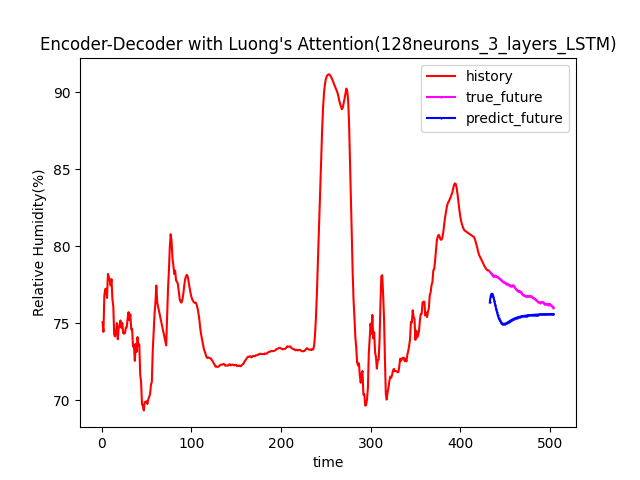 Encoder-Decoder with Luong's Attention(128neurons_3_layers_LSTM)
history
true_future
predict_future
Relative Humidity(%)
90
85
80
75
70
0 100 200 300 400 500
time